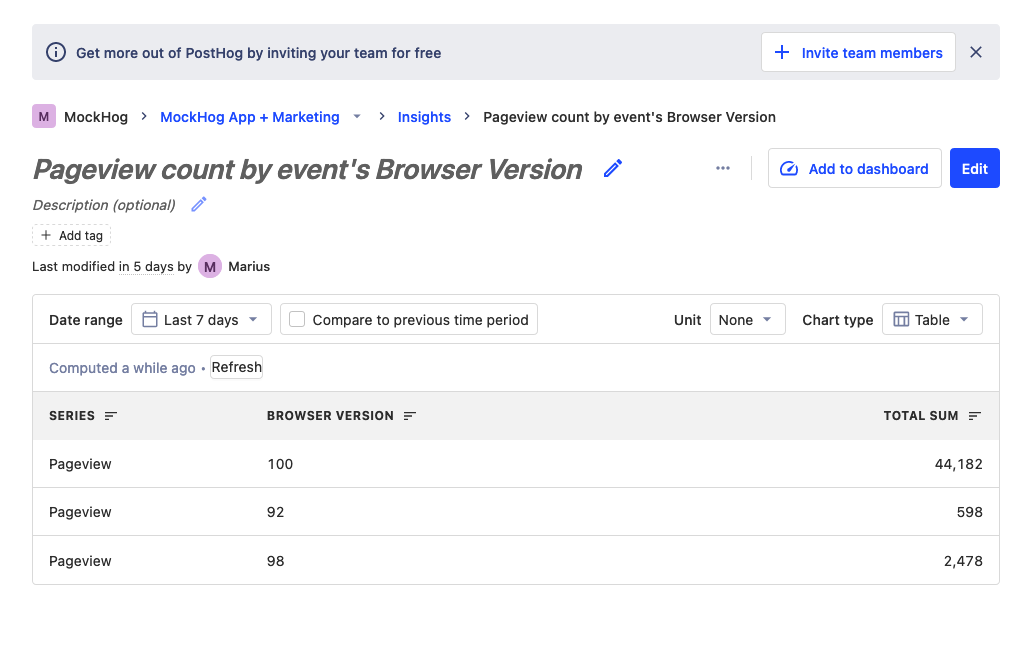 Get more out of PostHog by inviting your team for free
Invite team members
M MockHog MockHog App + Marketing Insights Pageview count by event's Browser Version
Pageview count by event's Browser Version
Add to dashboard Edit
Description (optional)
+ Add tag
Last modified in 5 days by M Marius
Date range Last 7 days Compare to previous time period Unit None Chart type Table
Computed a while ago • Refresh
SERIES BROWSER VERSION TOTAL SUM
Pageview 100 44,182
Pageview 92 598
Pageview 98 2,478